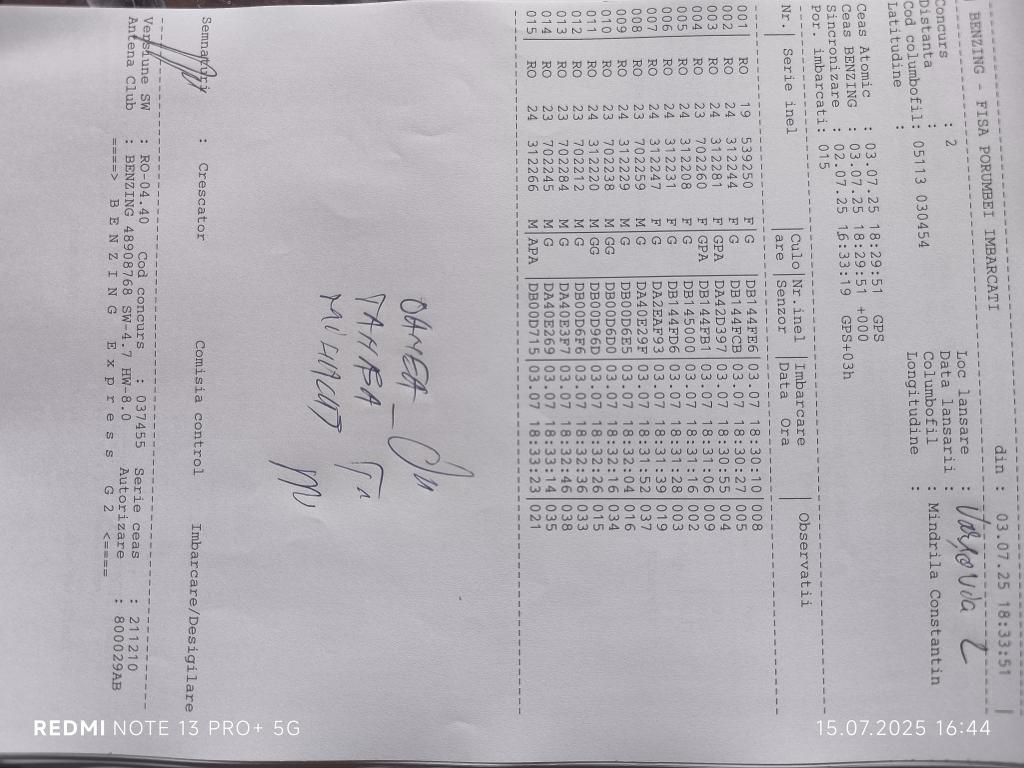 BENZING - FISA PORUMBEI IMBARCATI din : 03.07.25 18:33:51 |
Concurs : 2 Loc lansare :
Distanta : Data lansarii :
Cod columbofil: 05113 030454 Columbofil : Mindrila Constantin
Latitudine : Longitudine :
Ceas Atomic : 03.07.25 18:29:51 GPS
Ceas BENZING : 03.07.25 18:29:51 +000
Sincronizare : 02.07.25 16:33:19 GPS+03h
Por. imbarcati: 015
Nr.| Serie inel |Culo|Nr.inel |Imbarcare | Observatii
|are |Senzor |Data Ora |
001 RO 19 539250 F G |DB144FE6|03.07 18:30:10|008
002 RO 24 312244 F G |DB144FCB|03.07 18:30:27|005
003 RO 24 312281 F GPA |DA42D397|03.07 18:30:55|004
004 RO 23 702260 F GPA |DB144FB1|03.07 18:31:06|009
005 RO 24 312208 F G |DB145000|03.07 18:31:16|002
006 RO 24 312231 F G |DB144FD6|03.07 18:31:28|003
007 RO 24 312247 F G |DA2EAF93|03.07 18:31:39|019
008 RO 23 702259 M G |DA40E29F|03.07 18:31:52|037
009 RO 24 312229 M G |DB00D6E5|03.07 18:32:04|016
010 RO 23 702238 M GG |DB00D6D0|03.07 18:32:16|034
011 RO 24 312220 M GG |DB00D96D|03.07 18:32:26|015
012 RO 23 702212 M G |DB00D6F6|03.07 18:32:36|033
013 RO 23 702284 M G |DA40E3F7|03.07 18:32:46|038
014 RO 23 702245 M G |DA40E269|03.07 18:33:14|035
015 RO 24 312266 M |APA |DB00D715|03.07 18:33:23|021
Semnaturi : Crescator Comisia control Imbarcare/Desigilare
Versiune SW : RO-04.40 Cod concurs : 037455 Serie ceas : 211210
Antena Club : BENZING 48908768 SW-4.7 HW-8.0 Autorizare : 800029AB
====> B E N Z I N G E x p r e s s G 2 <====
REDMI NOTE 13 PRO+ 5G
15.07.2025 16:44